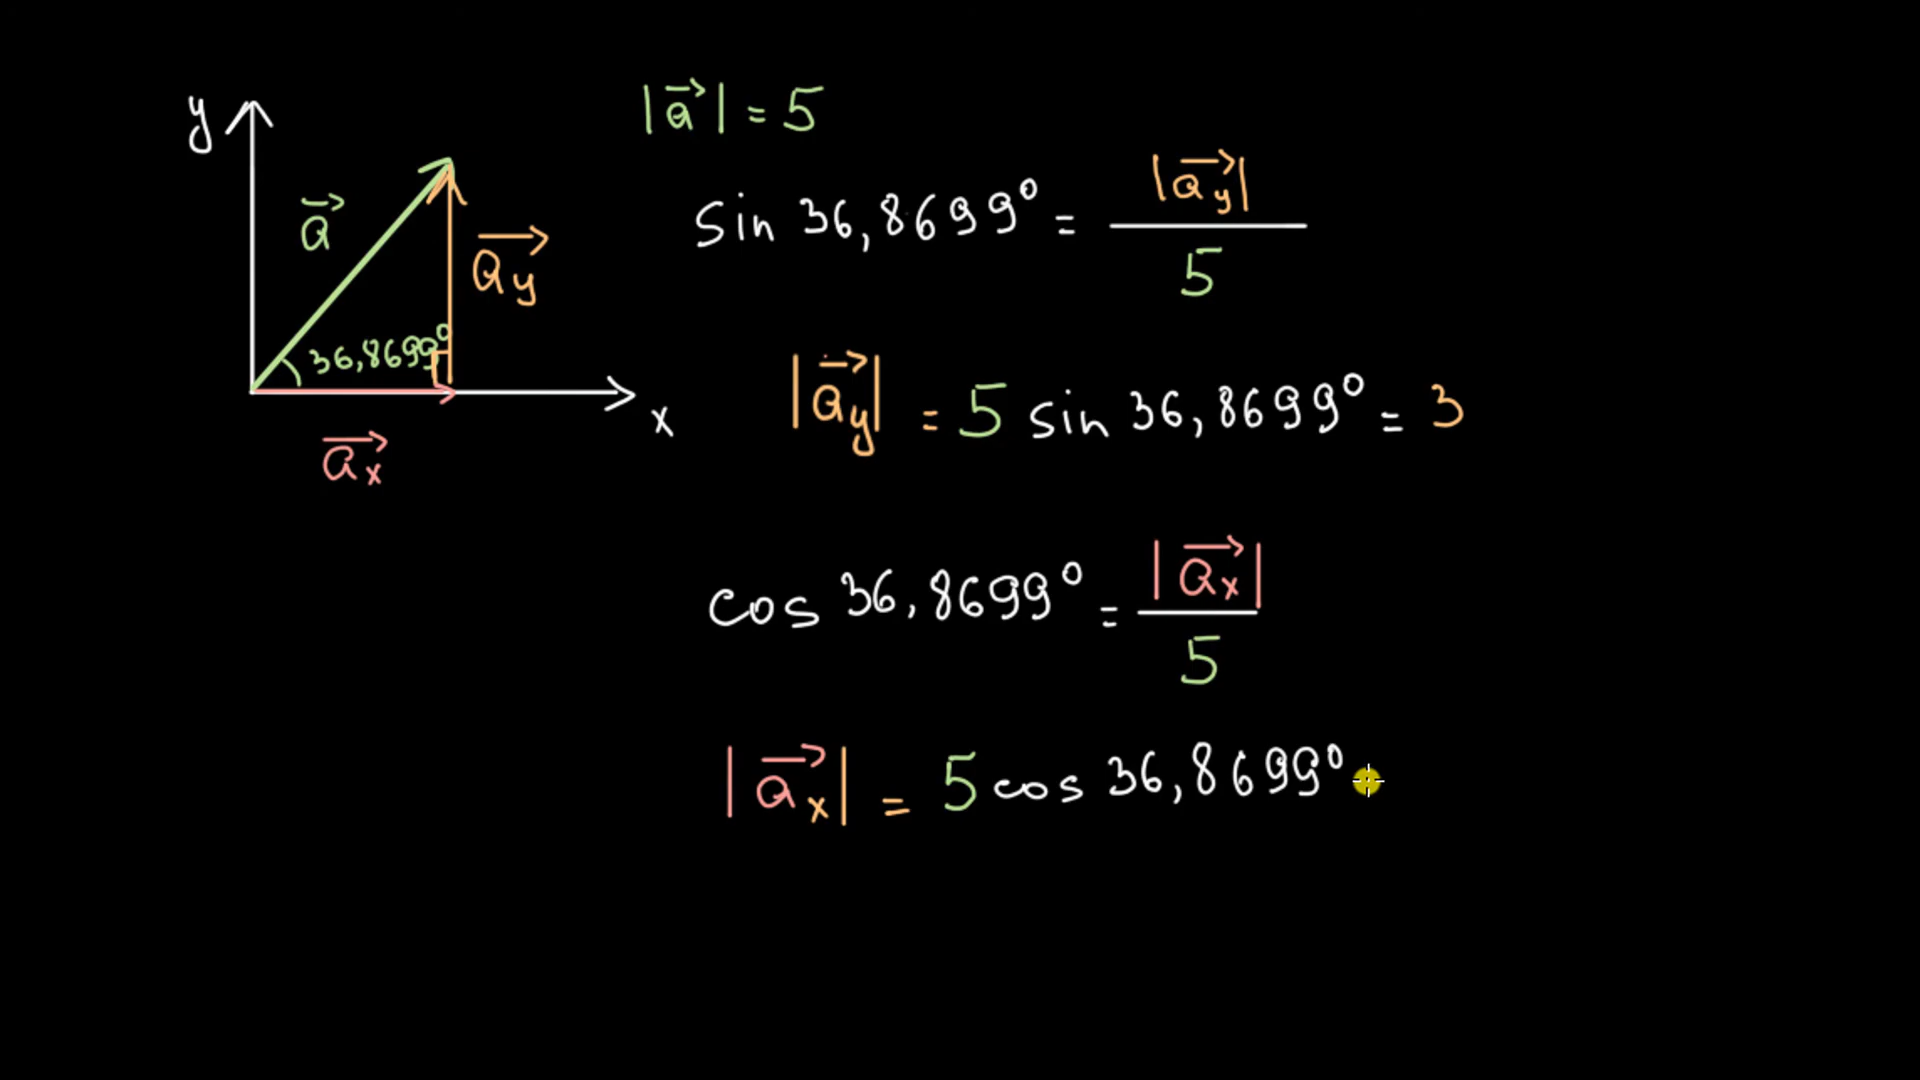 y
|a⃗| = 5
sin 36,8699° = |a⃗y| / 5
a⃗
a⃗y
36,8699°
x
a⃗x
|a⃗y| = 5 sin 36,8699° = 3
cos 36,8699° = |a⃗x| / 5
|a⃗x| = 5 cos 36,8699°